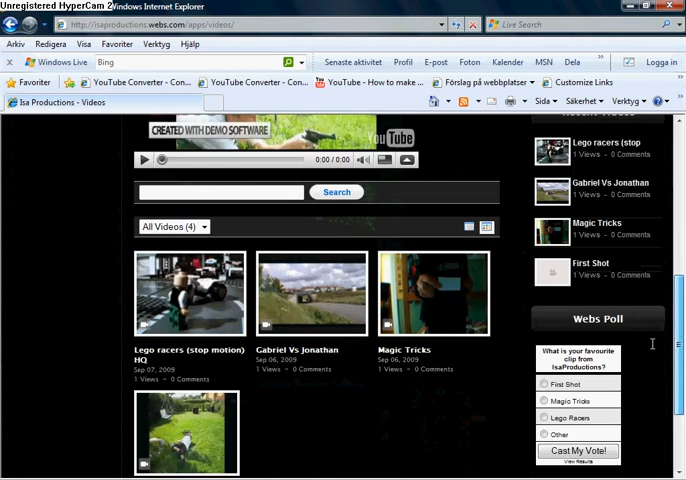 Unregistered HyperCam 2
Windows Internet Explorer
http://isaproductions.webs.com/apps/videos/
Live Search
Arkiv Redigera Visa Favoriter Verktyg Hjälp
Windows Live Bing Senaste aktivitet Profil E-post Foton Kalender MSN Dela » Logga in
Favoriter YouTube Converter - Con... YouTube Converter - Con... YouTube - How to make ... Förslag på webbplatser Customize Links
Isa Productions - Videos
Sida Säkerhet Verktyg »
CREATED WITH DEMO SOFTWARE
YouTube
0:00 / 0:00
Search
All Videos (4)
Lego racers (stop motion) HQ
Sep 07, 2009
1 Views - 0 Comments
Gabriel Vs Jonathan
Sep 06, 2009
1 Views - 0 Comments
Magic Tricks
Sep 06, 2009
1 Views - 0 Comments
Recent Videos
Lego racers (stop
1 Views - 0 Comments
Gabriel Vs Jonathan
1 Views - 0 Comments
Magic Tricks
1 Views - 0 Comments
First Shot
1 Views - 0 Comments
Webs Poll
What is your favourite
clip from
IsaProductions?
First Shot
Magic Tricks
Lego Racers
Other
Cast My Vote!
View Results